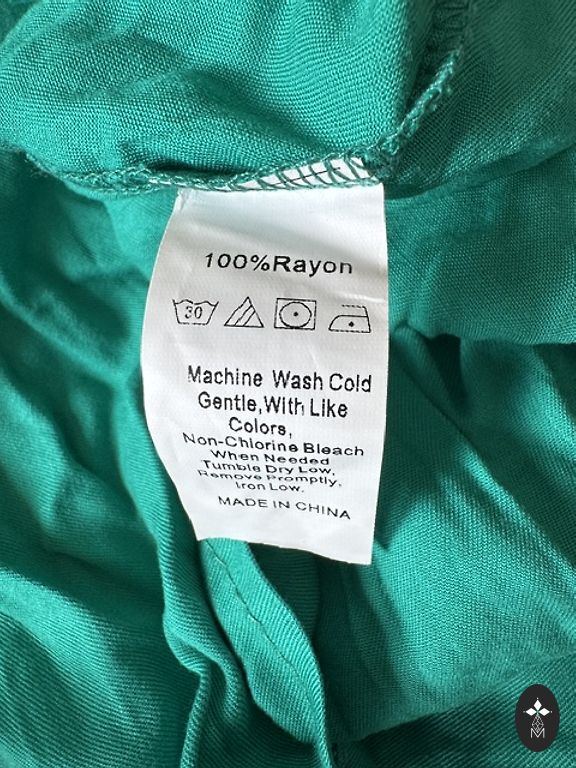 100%Rayon
30
Machine Wash Cold
Gentle,With Like
Colors,
Non-Chlorine Bleach
When Needed
Tumble Dry Low,
Remove Promptly,
Iron Low.
MADE IN CHINA
M